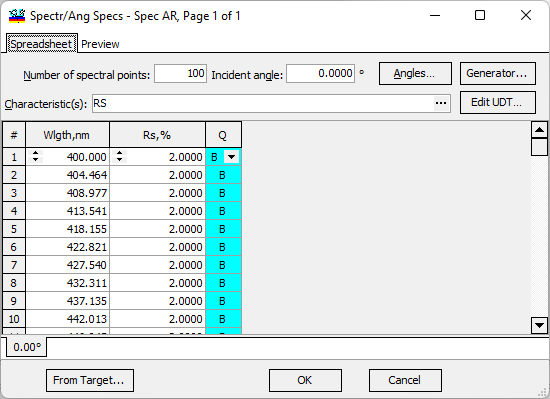 Spectr/Ang Specs - Spec AR, Page 1 of 1
Spreadsheet Preview
Number of spectral points: 100 Incident angle: 0.0000 ° Angles... Generator...
Characteristic(s): RS ... Edit UDT...
# Wlgth,nm Rs,% Q
1 400.000 2.0000 B
2 404.464 2.0000 B
3 408.977 2.0000 B
4 413.541 2.0000 B
5 418.155 2.0000 B
6 422.821 2.0000 B
7 427.540 2.0000 B
8 432.311 2.0000 B
9 437.135 2.0000 B
10 442.013 2.0000 B
0.00°
From Target... OK Cancel